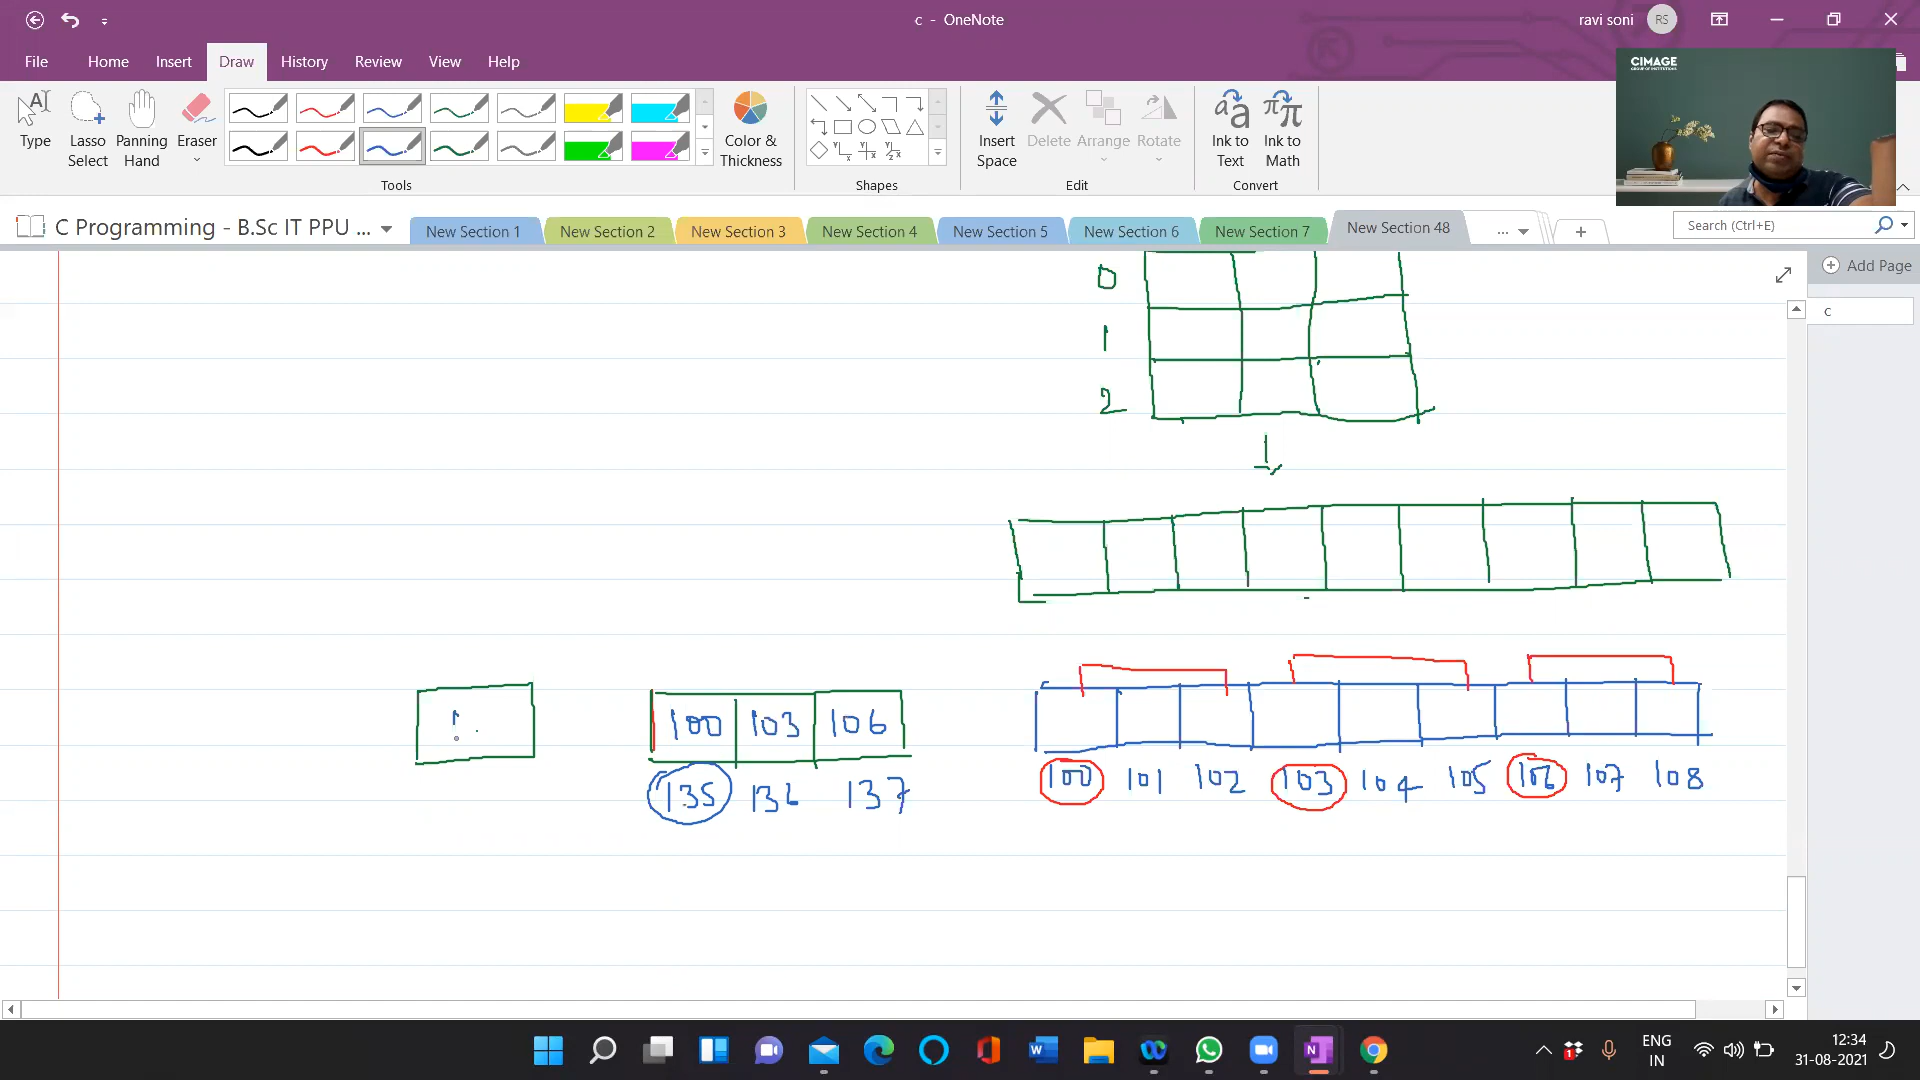 c - OneNote
ravi soni RS
File Home Insert Draw History Review View Help
CIMAGE
GROUP OF INSTITUTIONS
Type
Lasso Select
Panning Hand
Eraser
Color & Thickness
Insert Space
Delete
Arrange
Rotate
Ink to Text
Ink to Math
Tools
Shapes
Edit
Convert
C Programming - B.Sc IT PPU ...
New Section 1
New Section 2
New Section 3
New Section 4
New Section 5
New Section 6
New Section 7
New Section 48
...
Search (Ctrl+E)
Add Page
c
0
1
2
100 103 106
135 136 137
100 101 102 103 104 105 106 107 108
ENG
IN
12:34
31-08-2021